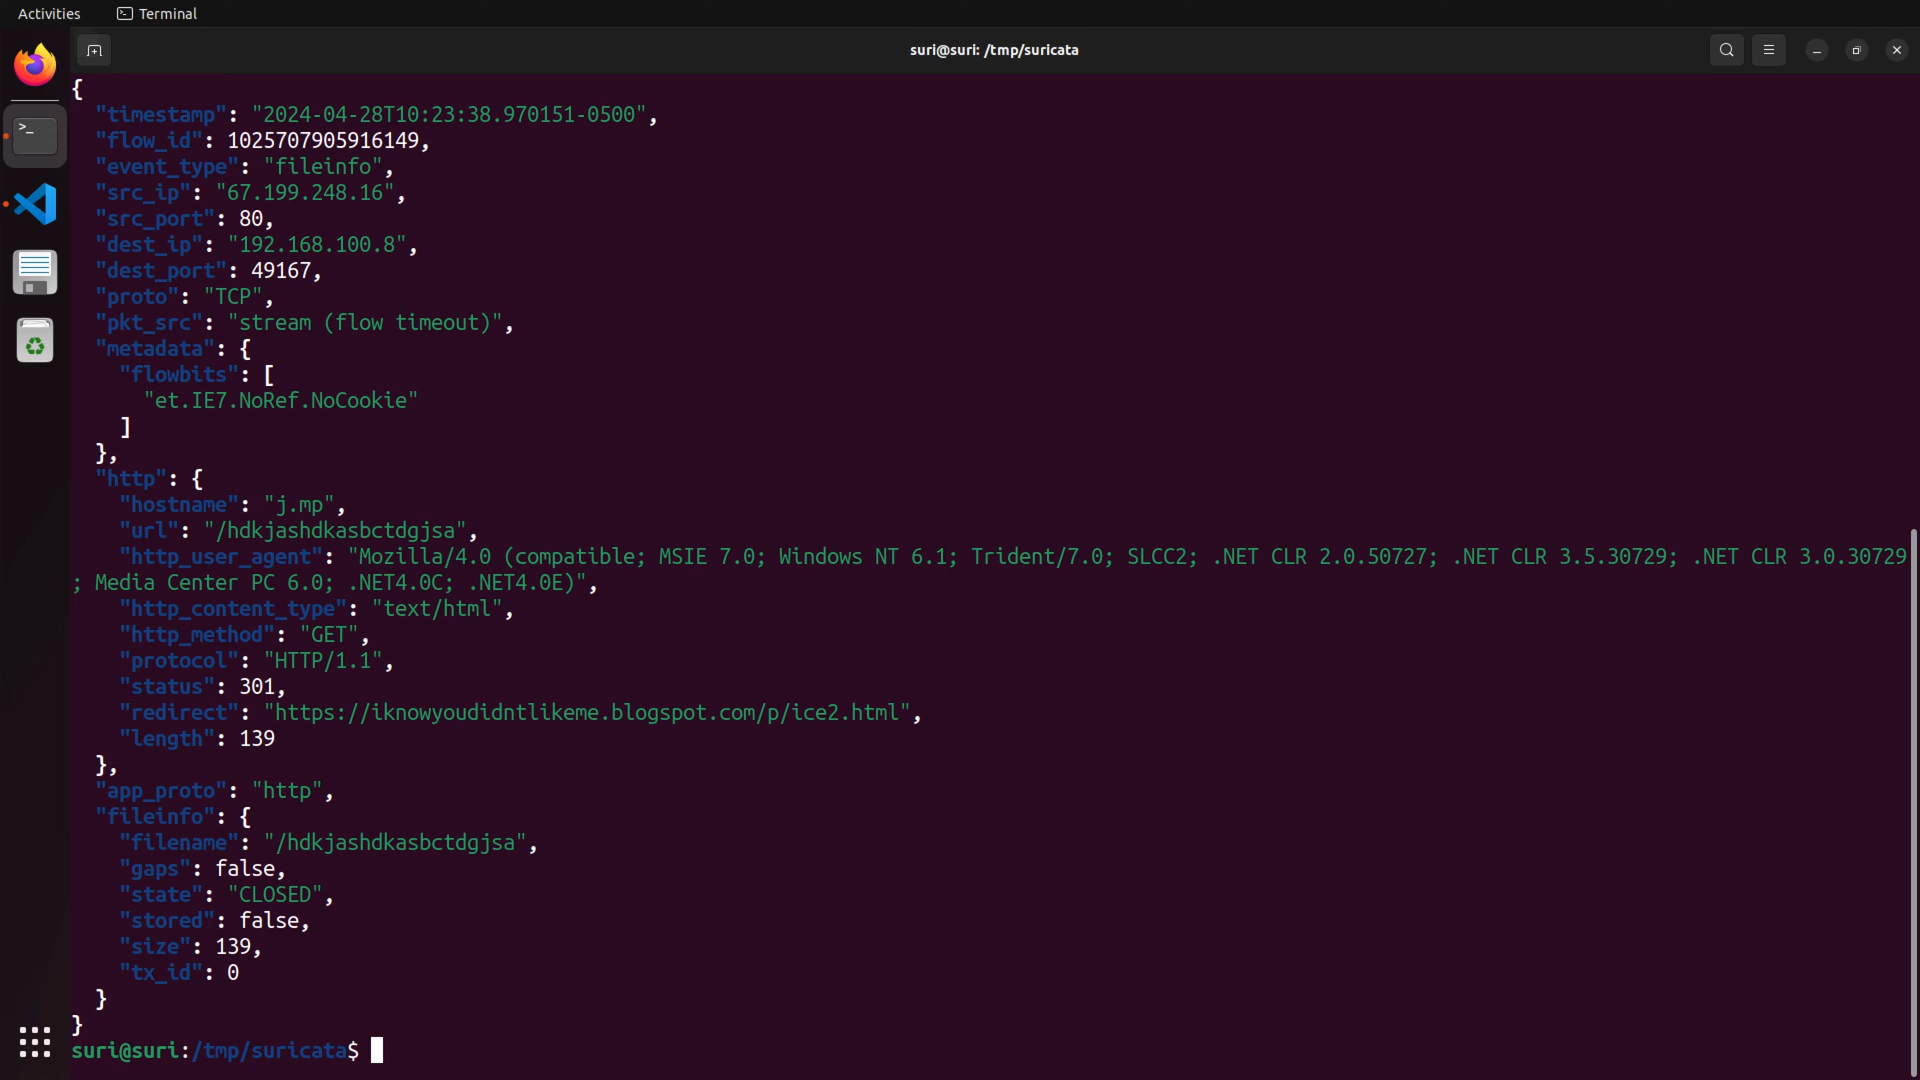 Activities
Terminal
suri@suri: /tmp/suricata
{
"timestamp": "2024-04-28T10:23:38.970151-0500",
"flow_id": 1025707905916149,
"event_type": "fileinfo",
"src_ip": "67.199.248.16",
"src_port": 80,
"dest_ip": "192.168.100.8",
"dest_port": 49167,
"proto": "TCP",
"pkt_src": "stream (flow timeout)",
"metadata": {
"flowbits": [
"et.IE7.NoRef.NoCookie"
]
},
"http": {
"hostname": "j.mp",
"url": "/hdkjashdkasbctdgjsa",
"http_user_agent": "Mozilla/4.0 (compatible; MSIE 7.0; Windows NT 6.1; Trident/7.0; SLCC2; .NET CLR 2.0.50727; .NET CLR 3.5.30729; .NET CLR 3.0.30729
; Media Center PC 6.0; .NET4.0C; .NET4.0E)",
"http_content_type": "text/html",
"http_method": "GET",
"protocol": "HTTP/1.1",
"status": 301,
"redirect": "https://iknowyoudidntlikeme.blogspot.com/p/ice2.html",
"length": 139
},
"app_proto": "http",
"fileinfo": {
"filename": "/hdkjashdkasbctdgjsa",
"gaps": false,
"state": "CLOSED",
"stored": false,
"size": 139,
"tx_id": 0
}
}
suri@suri:/tmp/suricata$